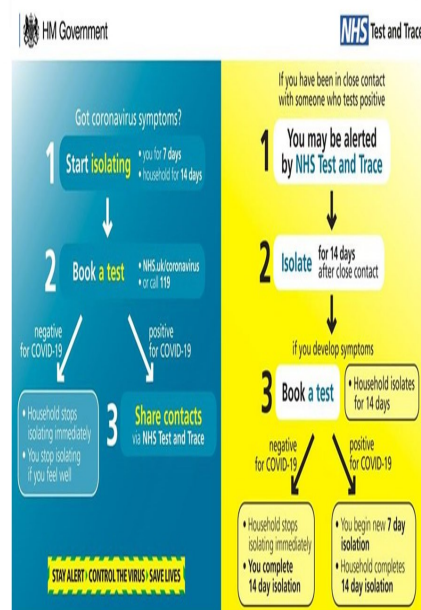 HM Government
NHS Test and Trace
Got coronavirus symptoms?
1 Start isolating
• you for 7 days
• household for 14 days
2 Book a test
• NHS.uk/coronavirus
• or call 119
negative
for COVID-19
positive
for COVID-19
• Household stops
isolating immediately
• You stop isolating
if you feel well
3 Share contacts
via NHS Test and Trace
STAY ALERT › CONTROL THE VIRUS › SAVE LIVES
If you have been in close contact
with someone who tests positive
1 You may be alerted
by NHS Test and Trace
2 Isolate for 14 days
after close contact
if you develop symptoms
3 Book a test
• Household isolates
for 14 days
negative
for COVID-19
positive
for COVID-19
• Household stops
isolating immediately
• You complete
14 day isolation
• You begin new 7 day
isolation
• Household completes
14 day isolation